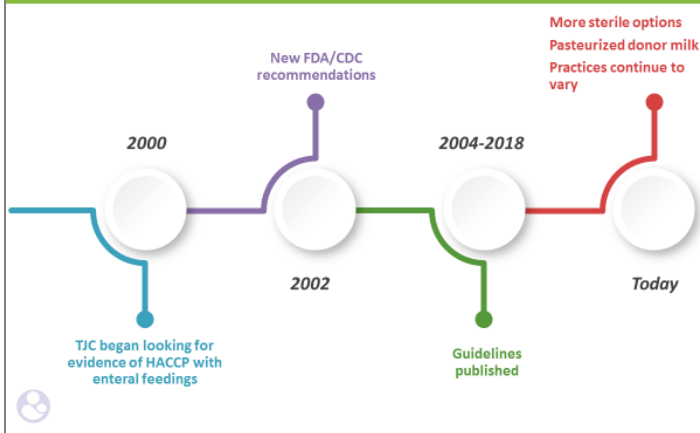 More sterile options
Pasteurized donor milk
Practices continue to
vary
New FDA/CDC
recommendations
2000
2004-2018
2002
Today
TJC began looking for
evidence of HACCP with
enteral feedings
Guidelines
published